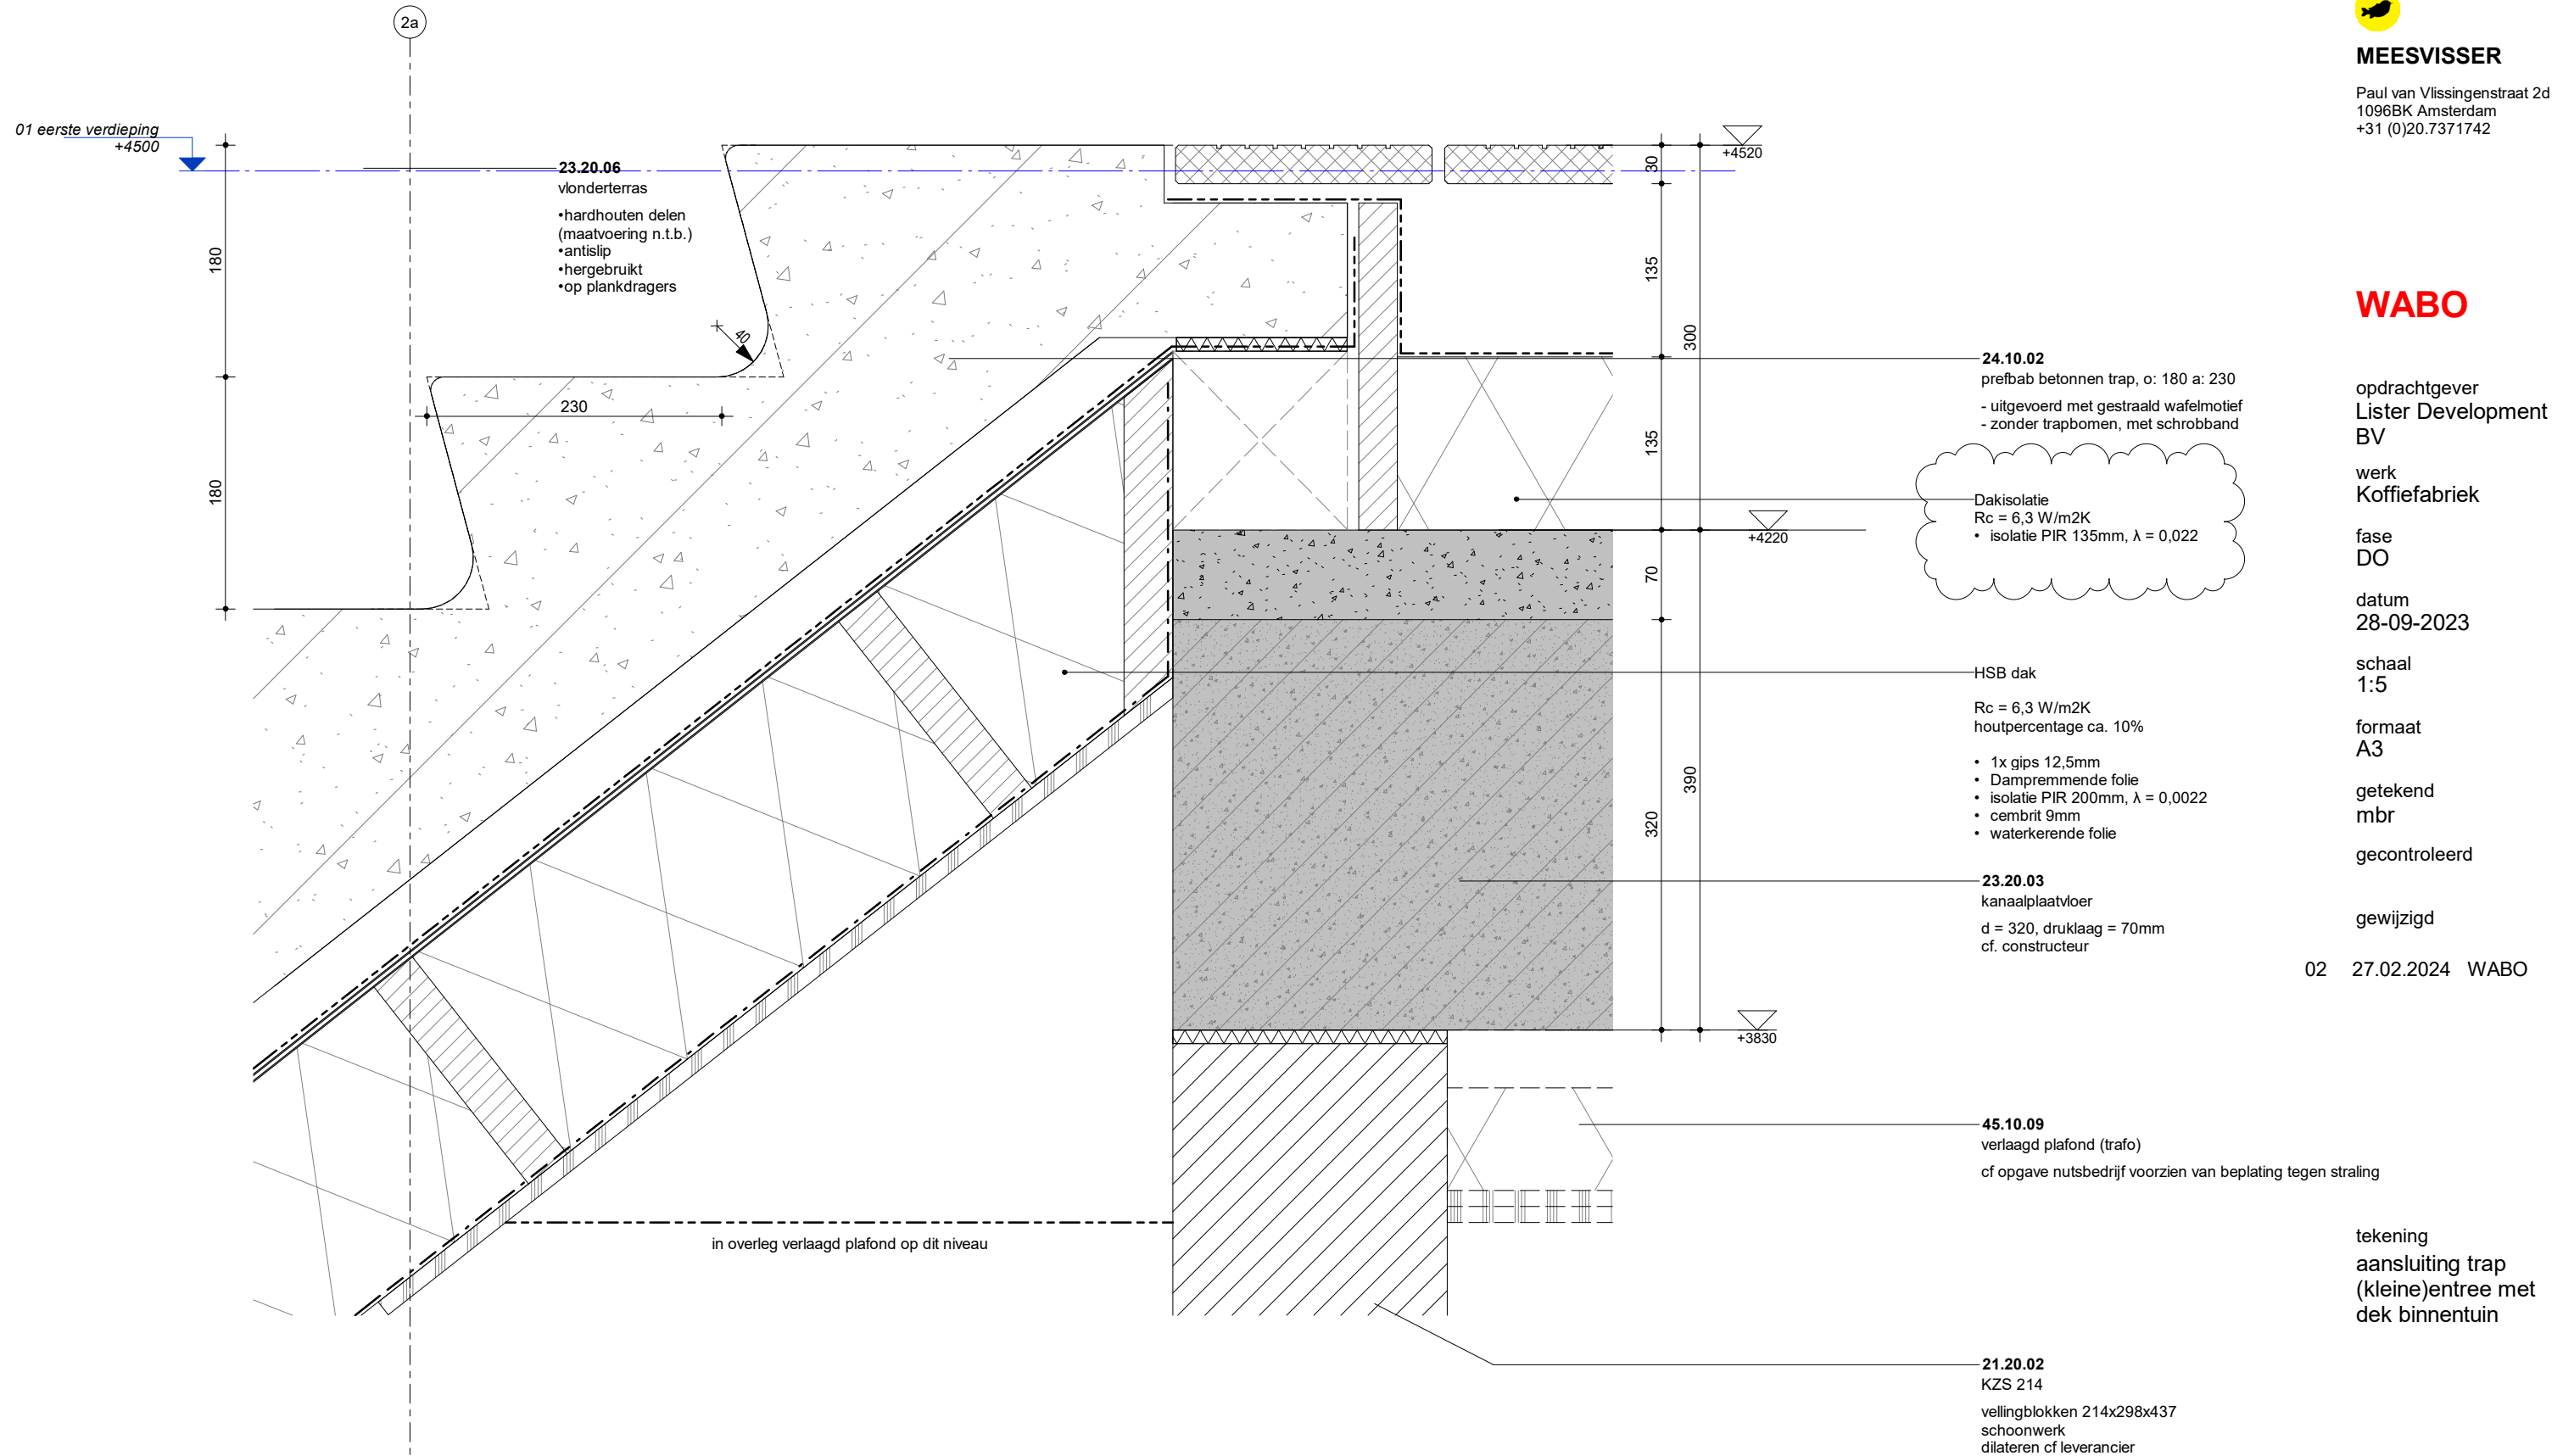 2a
01 eerste verdieping
+4500
23.20.06
vlonderterras
•hardhouten delen
(maatvoering n.t.b.)
•antislip
•hergebruikt
•op plankdragers
180
180
230
40
30
135
135
70
320
300
390
+4520
+4220
+3830
24.10.02
prefbab betonnen trap, o: 180 a: 230
- uitgevoerd met gestraald wafelmotief
- zonder trapbomen, met schrobband
Dakisolatie
Rc = 6,3 W/m2K
• isolatie PIR 135mm, λ = 0,022
HSB dak
Rc = 6,3 W/m2K
houtpercentage ca. 10%
• 1x gips 12,5mm
• Dampremmende folie
• isolatie PIR 200mm, λ = 0,0022
• cembrit 9mm
• waterkerende folie
23.20.03
kanaalplaatvloer
d = 320, druklaag = 70mm
cf. constructeur
45.10.09
verlaagd plafond (trafo)
cf opgave nutsbedrijf voorzien van beplating tegen straling
in overleg verlaagd plafond op dit niveau
21.20.02
KZS 214
vellingblokken 214x298x437
schoonwerk
dilateren cf leverancier
MEESVISSER
Paul van Vlissingenstraat 2d
1096BK Amsterdam
+31 (0)20.7371742
WABO
opdrachtgever
Lister Development
BV
werk
Koffiefabriek
fase
DO
datum
28-09-2023
schaal
1:5
formaat
A3
getekend
mbr
gecontroleerd
gewijzigd
02 27.02.2024 WABO
tekening
aansluiting trap
(kleine)entree met
dek binnentuin